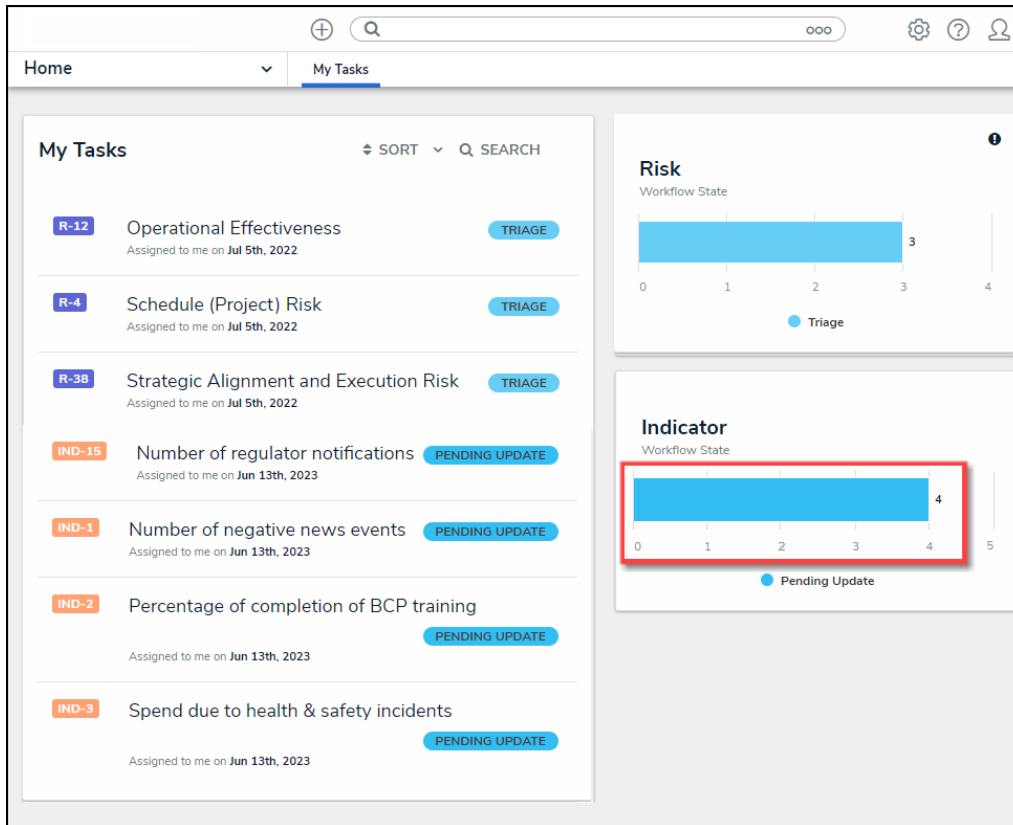 Home
My Tasks
My Tasks
SORT
SEARCH
R-12
Operational Effectiveness
TRIAGE
Assigned to me on Jul 5th, 2022
R-4
Schedule (Project) Risk
TRIAGE
Assigned to me on Jul 5th, 2022
R-38
Strategic Alignment and Execution Risk
TRIAGE
Assigned to me on Jul 5th, 2022
IND-15
Number of regulator notifications
PENDING UPDATE
Assigned to me on Jun 13th, 2023
IND-1
Number of negative news events
PENDING UPDATE
Assigned to me on Jun 13th, 2023
IND-2
Percentage of completion of BCP training
PENDING UPDATE
Assigned to me on Jun 13th, 2023
IND-3
Spend due to health & safety incidents
PENDING UPDATE
Assigned to me on Jun 13th, 2023
Risk
Workflow State
3
0 1 2 3 4
Triage
Indicator
Workflow State
4
0 1 2 3 4 5
Pending Update